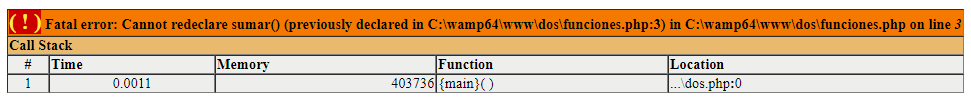 ( ! ) Fatal error: Cannot redeclare sumar() (previously declared in C:\wamp64\www\dos\funciones.php:3) in C:\wamp64\www\dos\funciones.php on line 3
Call Stack
# Time Memory Function Location
1 0.0011 403736 {main}( ) ...\dos.php:0